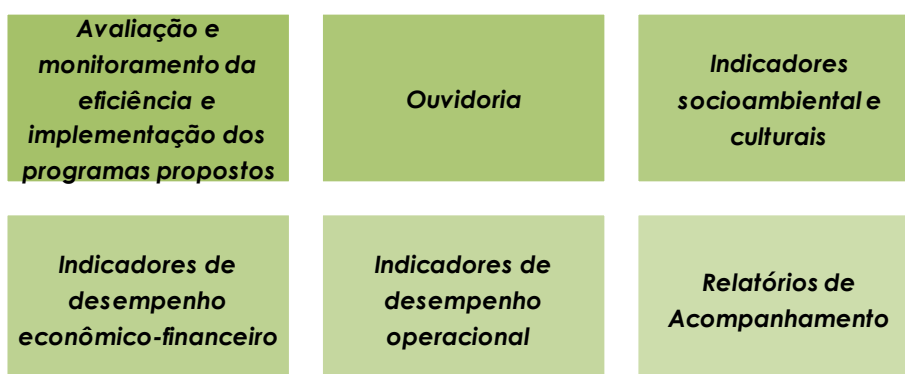 Avaliação e
monitoramento da
eficiência e
implementação dos
programas propostos
Ouvidoria
Indicadores
socioambiental e
culturais
Indicadores de
desempenho
econômico-financeiro
Indicadores de
desempenho
operacional
Relatórios de
Acompanhamento